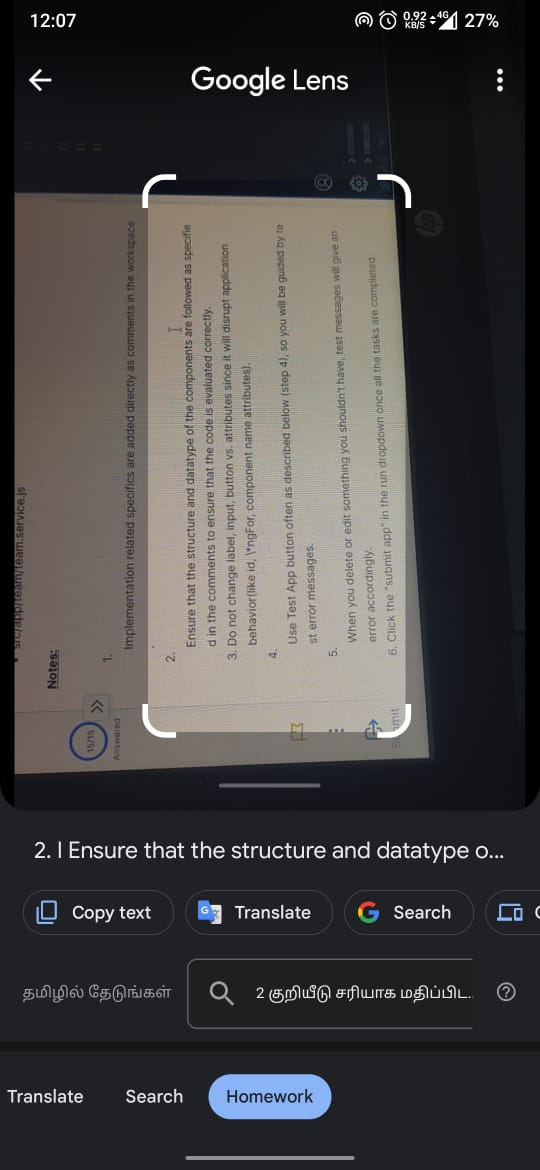 12:07
0.92 KB/S 4G 27%
Google Lens
src/app/team/team.service.js
Notes:
1.
Implementation related specifics are added directly as comments in the workspace
2.
Ensure that the structure and datatype of the components are followed as specifie
d in the comments to ensure that the code is evaluated correctly.
3. Do not change label, input, button vs. attributes since it will disrupt application
behavior(like id, \*ngFor, component name attributes).
4.
Use Test App button often as described below (step 4), so you will be guided by te
st error messages.
5.
When you delete or edit something you shouldn't have, test messages will give an
error accordingly.
6. Click the "submit app" in the run dropdown once all the tasks are completed.
15/15
Answered
Submit
hp
2. I Ensure that the structure and datatype o...
Copy text
Translate
Search
தமிழில் தேடுங்கள்
2 குறியீடு சரியாக மதிப்பிட...
Translate
Search
Homework